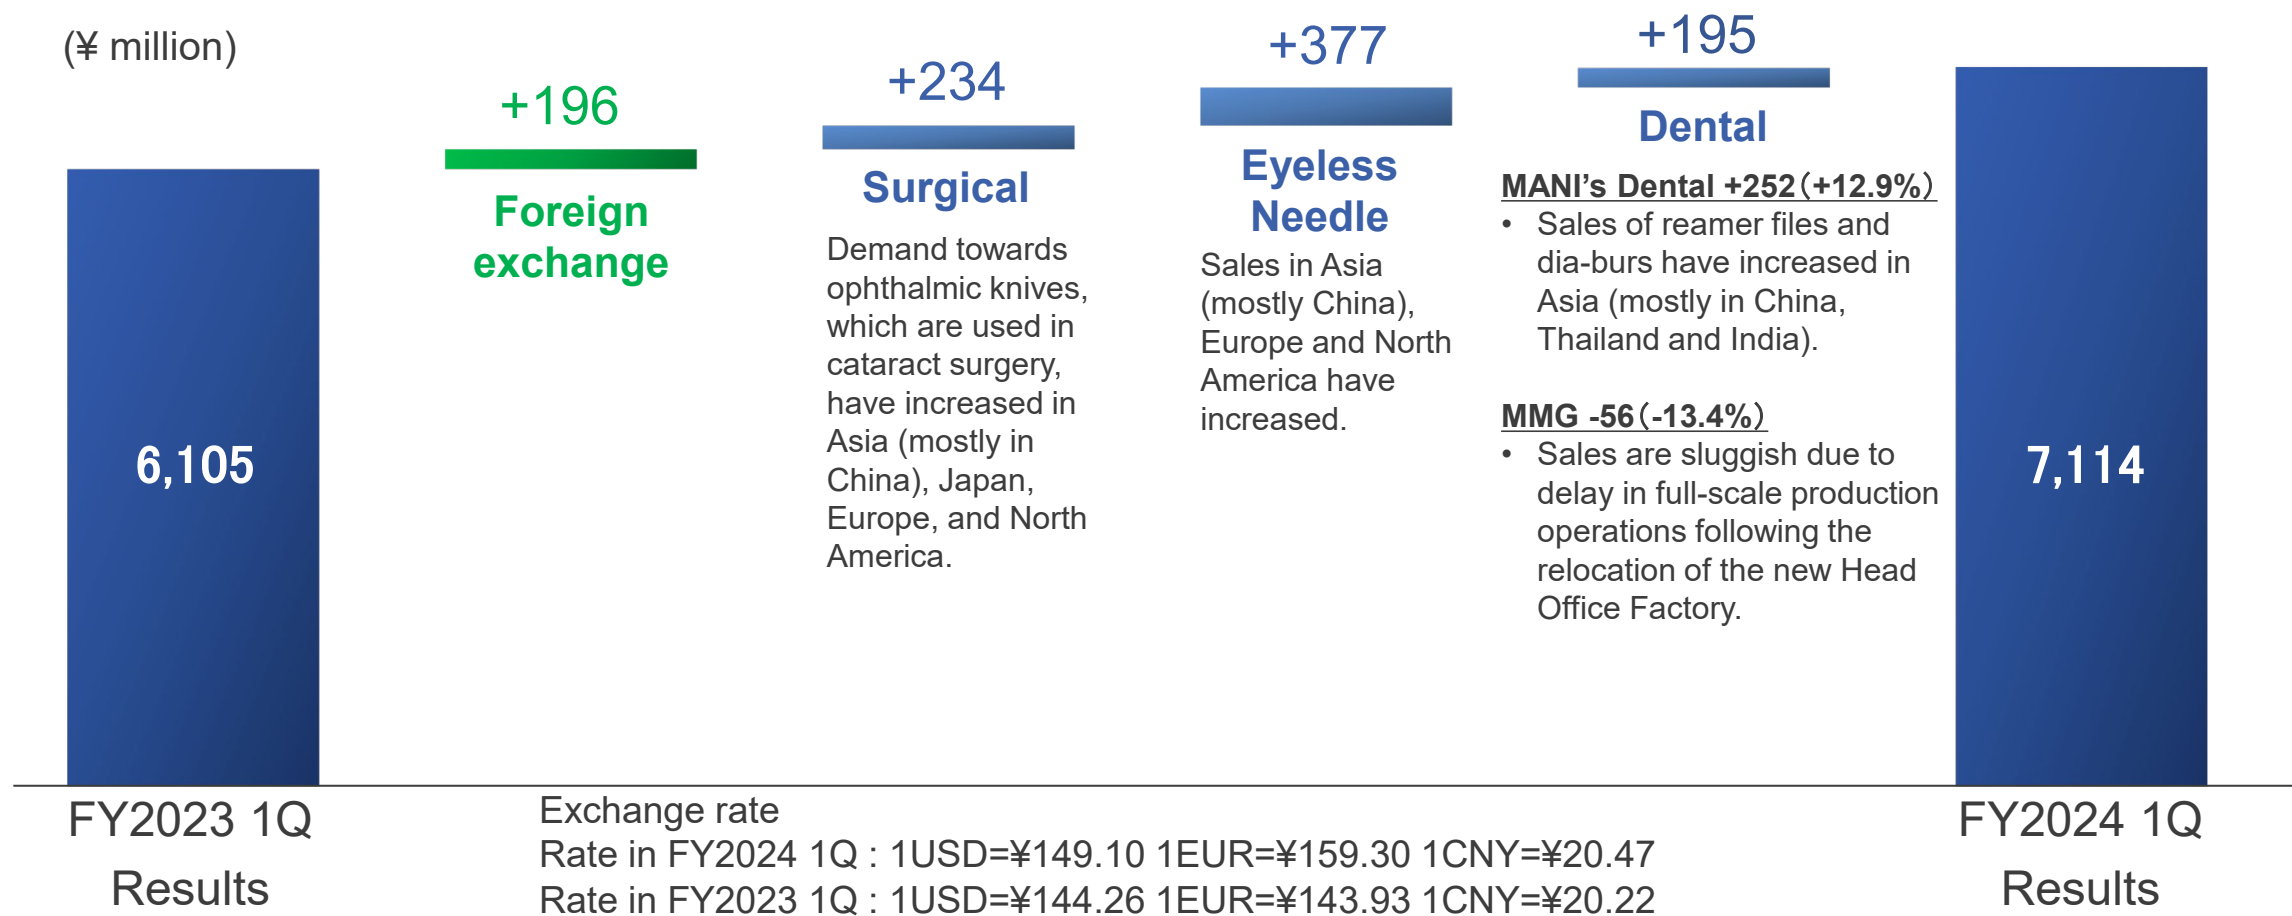 (¥ million)
6,105
FY2023 1Q
Results
+196
Foreign
exchange
+234
Surgical
Demand towards
ophthalmic knives,
which are used in
cataract surgery,
have increased in
Asia (mostly in
China), Japan,
Europe, and North
America.
+377
Eyeless
Needle
Sales in Asia
(mostly China),
Europe and North
America have
increased.
+195
Dental
MANI’s Dental +252（+12.9%）
• Sales of reamer files and
dia-burs have increased in
Asia (mostly in China,
Thailand and India).
MMG -56（-13.4%）
• Sales are sluggish due to
delay in full-scale production
operations following the
relocation of the new Head
Office Factory.
7,114
FY2024 1Q
Results
Exchange rate
Rate in FY2024 1Q : 1USD=¥149.10 1EUR=¥159.30 1CNY=¥20.47
Rate in FY2023 1Q : 1USD=¥144.26 1EUR=¥143.93 1CNY=¥20.22